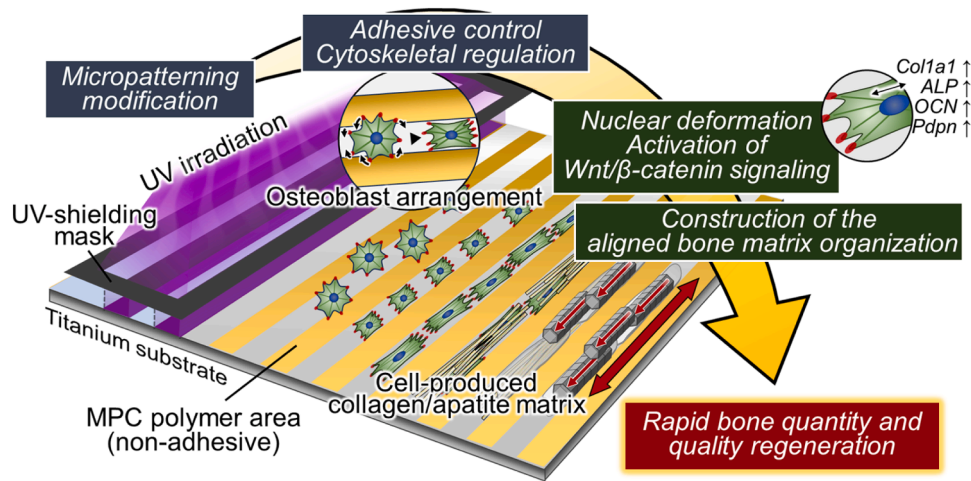 Adhesive control
Cytoskeletal regulation
Micropatterning
modification
UV irradiation
UV-shielding
mask
Titanium substrate
Osteoblast arrangement
Col1a1 ↑
ALP ↑
OCN ↑
Pdpn ↑
Nuclear deformation
Activation of
Wnt/β-catenin signaling
Construction of the
aligned bone matrix organization
MPC polymer area
(non-adhesive)
Cell-produced
collagen/apatite matrix
Rapid bone quantity and
quality regeneration